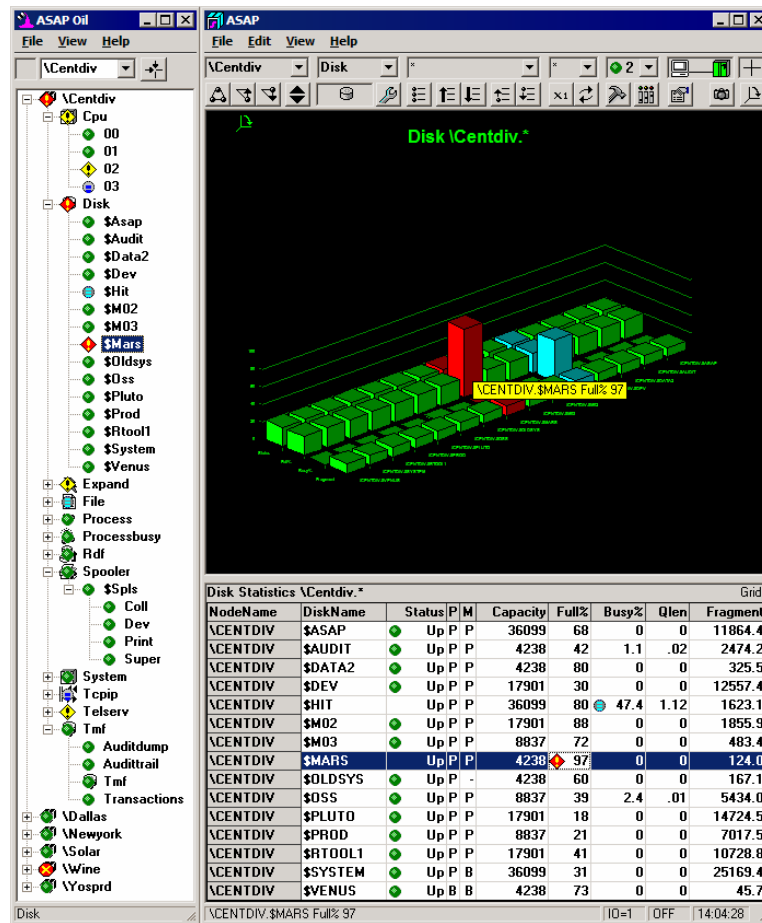 ASAP Oil
File View Help
\Centdiv
\Centdiv
Cpu
00
01
02
03
Disk
$Asap
$Audit
$Data2
$Dev
$Hit
$M02
$M03
$Mars
$Oldsys
$Oss
$Pluto
$Prod
$Rtool1
$System
$Venus
Expand
File
Process
Processbusy
Rdf
Spooler
$Spls
Coll
Dev
Print
Super
System
Tcpip
Telserv
Tmf
Auditdump
Audittrail
Tmf
Transactions
\Dallas
\Newyork
\Solar
\Wine
\Yosprd
Disk
ASAP
File Edit View Help
\Centdiv Disk * * 2
X1
Disk \Centdiv.*
\CENTDIV.$MARS Full% 97
Disk Statistics \Centdiv.* Grid
NodeName DiskName Status P M Capacity Full% Busy% Qlen Fragment
\CENTDIV $ASAP Up P P 36099 68 0 0 11864.4
\CENTDIV $AUDIT Up P P 4238 42 1.1 .02 2474.2
\CENTDIV $DATA2 Up P P 4238 80 0 0 325.5
\CENTDIV $DEV Up P P 17901 30 0 0 12557.4
\CENTDIV $HIT Up P P 36099 80 47.4 1.12 1623.1
\CENTDIV $M02 Up P P 17901 88 0 0 1855.9
\CENTDIV $M03 Up P P 8837 72 0 0 483.4
\CENTDIV $MARS Up P P 4238 97 0 0 124.0
\CENTDIV $OLDSYS Up P - 4238 60 0 0 167.1
\CENTDIV $OSS Up P P 8837 39 2.4 .01 5434.0
\CENTDIV $PLUTO Up P P 17901 18 0 0 14724.5
\CENTDIV $PROD Up P P 8837 21 0 0 7017.5
\CENTDIV $RTOOL1 Up P P 17901 41 0 0 10728.8
\CENTDIV $SYSTEM Up P B 36099 31 0 0 25169.4
\CENTDIV $VENUS Up B B 4238 73 0 0 45.7
\CENTDIV.$MARS Full% 97 IO=1 OFF 14:04:28